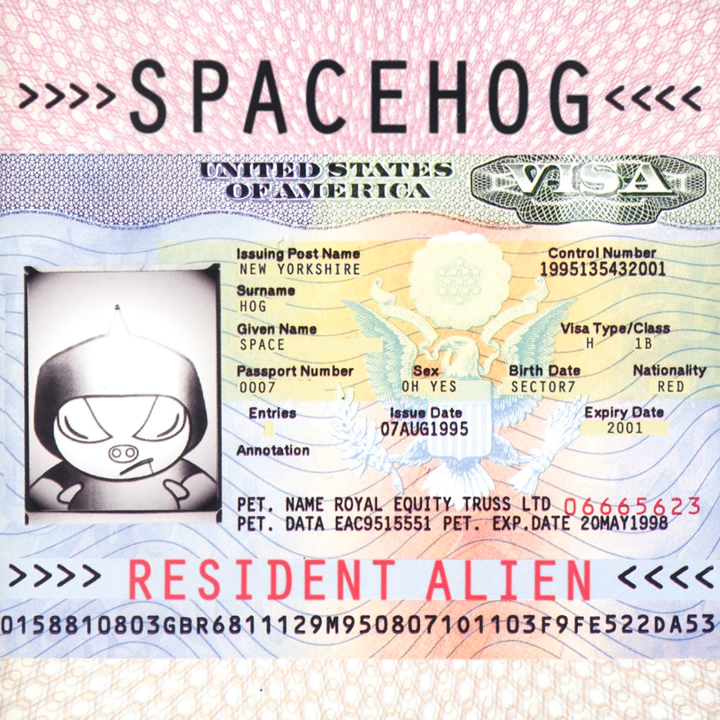 >>>>SPACEHOG<<<<
UNITED STATES
OF AMERICA
VISA
Issuing Post Name
NEW YORKSHIRE
Control Number
1995135432001
Surname
HOG
Given Name
SPACE
Visa Type/Class
H 1B
Passport Number
0007
Sex
OH YES
Birth Date
SECTOR7
Nationality
RED
Entries
Issue Date
07AUG1995
Expiry Date
2001
Annotation
PET. NAME ROYAL EQUITY TRUSS LTD 06665623
PET. DATA EAC9515551 PET. EXP.DATE 20MAY1998
>>>> RESIDENT ALIEN <<<<
0158810803GBR6811129M950807101103F9FE522DA53